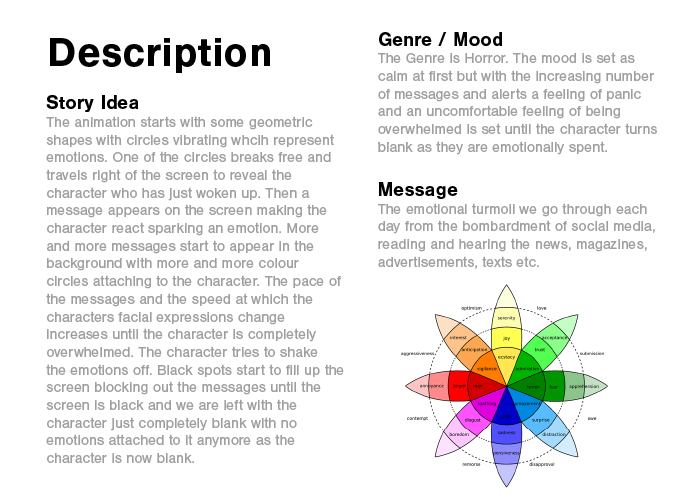 Description
Story Idea
The animation starts with some geometric
shapes with circles vibrating whcih represent
emotions. One of the circles breaks free and
travels right of the screen to reveal the
character who has just woken up. Then a
message appears on the screen making the
character react sparking an emotion. More
and more messages start to appear in the
background with more and more colour
circles attaching to the character. The pace of
the messages and the speed at which the
characters facial expressions change
increases until the character is completely
overwhelmed. The character tries to shake
the emotions off. Black spots start to fill up the
screen blocking out the messages until the
screen is black and we are left with the
character just completely blank with no
emotions attached to it anymore as the
character is now blank.
Genre / Mood
The Genre is Horror. The mood is set as
calm at first but with the increasing number
of messages and alerts a feeling of panic
and an uncomfortable feeling of being
overwhelmed is set until the character turns
blank as they are emotionally spent.
Message
The emotional turmoil we go through each
day from the bombardment of social media,
reading and hearing the news, magazines,
advertisements, texts etc.
optimism
serenity
love
interest
joy
acceptance
anticipation
trust
aggressiveness
ecstacy
submission
vigilence
admiration
annoyance
anger
rage
terror
fear
apprehension
loathing
amazement
contempt
grief
awe
disgust
surprise
boredom
sadness
distraction
pensiveness
remorse
disapproval